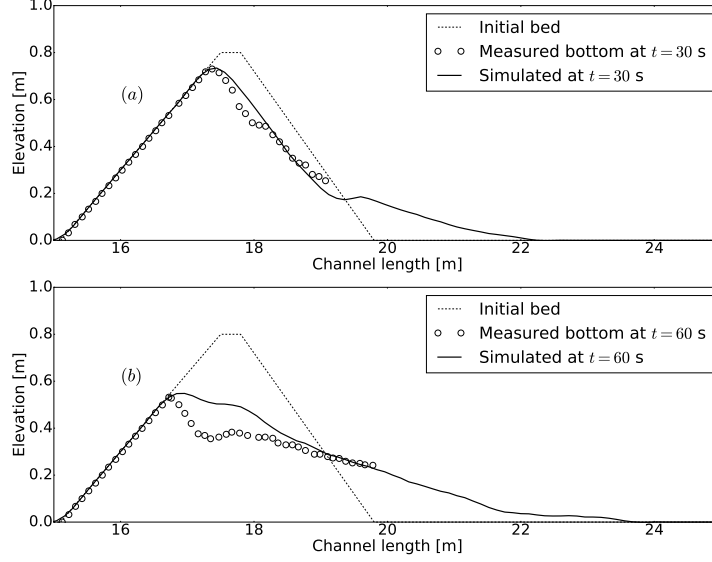 1.0
0.8
0.6
0.4
0.2
0.0
Elevation [m]
(a)
Initial bed
Measured bottom at t = 30 s
Simulated at t = 30 s
16 18 20 22 24
Channel length [m]
1.0
0.8
0.6
0.4
0.2
0.0
Elevation [m]
(b)
Initial bed
Measured bottom at t = 60 s
Simulated at t = 60 s
16 18 20 22 24
Channel length [m]